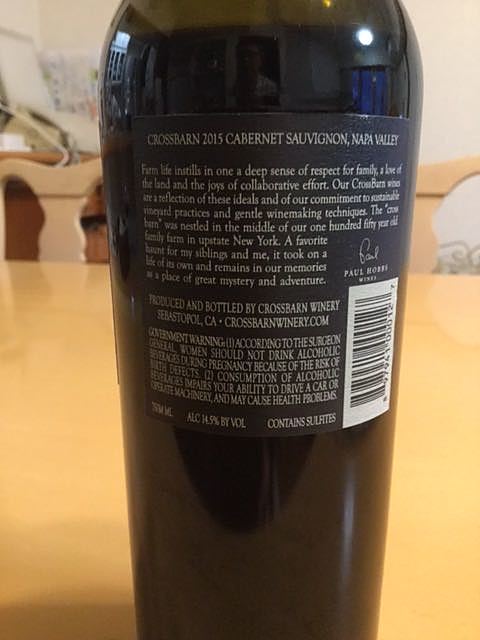 CROSSBARN 2015 CABERNET SAUVIGNON, NAPA VALLEY
Farm life instills in one a deep sense of respect for family, a love of
the land and the joys of collaborative effort. Our CrossBarn wines
are a reflection of these ideals and of our commitment to sustainable
vineyard practices and gentle winemaking techniques. The "cross
barn" was nestled in the middle of our one hundred fifty year old
family farm in upstate New York. A favorite
haunt for my siblings and me, it took on a
life of its own and remains in our memories
as a place of great mystery and adventure.
Paul
PAUL HOBBS
WINES
PRODUCED AND BOTTLED BY CROSSBARN WINERY
SEBASTOPOL, CA • CROSSBARNWINERY.COM
GOVERNMENT WARNING: (1) ACCORDING TO THE SURGEON
GENERAL, WOMEN SHOULD NOT DRINK ALCOHOLIC
BEVERAGES DURING PREGNANCY BECAUSE OF THE RISK OF
BIRTH DEFECTS. (2) CONSUMPTION OF ALCOHOLIC
BEVERAGES IMPAIRS YOUR ABILITY TO DRIVE A CAR OR
OPERATE MACHINERY, AND MAY CAUSE HEALTH PROBLEMS.
750M ML ALC 14.5% BY VOL CONTAINS SULFITES